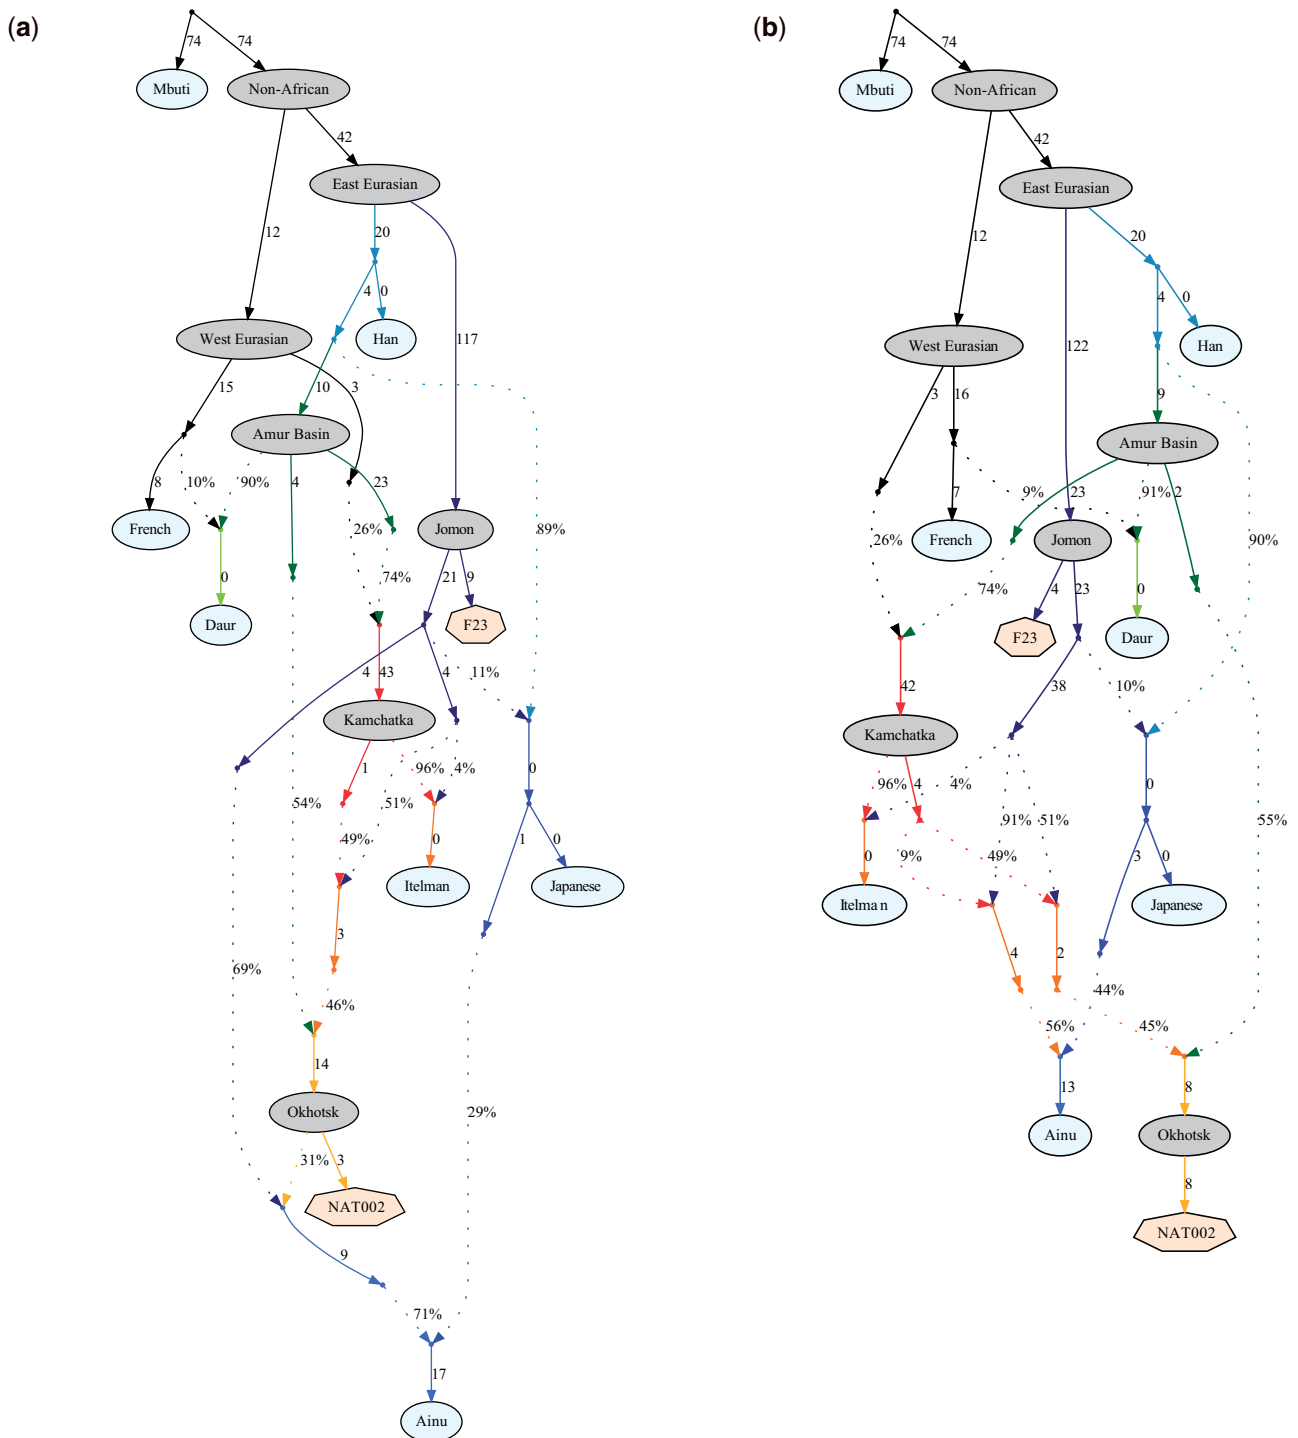 (a)
74
74
Mbuti
Non-African
42
East Eurasian
12
20
4
0
West Eurasian
Han
117
15
10
3
Amur Basin
8
10%
90%
4
23
French
26%
Jomon
89%
0
74%
21
9
Daur
F23
4
43
4
11%
Kamchatka
1
96%
4%
0
54%
51%
49%
0
1
0
Itelman
Japanese
3
69%
46%
14
Okhotsk
29%
31%
3
NAT002
9
71%
17
Ainu
(b)
74
74
Mbuti
Non-African
42
East Eurasian
12
20
4
0
West Eurasian
122
Han
3
16
9
Amur Basin
7
9%
23
91%
2
26%
French
Jomon
90%
74%
4
23
0
F23
Daur
42
38
10%
Kamchatka
96%
4
4%
0
91%
51%
55%
0
9%
49%
3
0
Itelman
Japanese
4
2
44%
56%
45%
13
8
Ainu
Okhotsk
8
NAT002